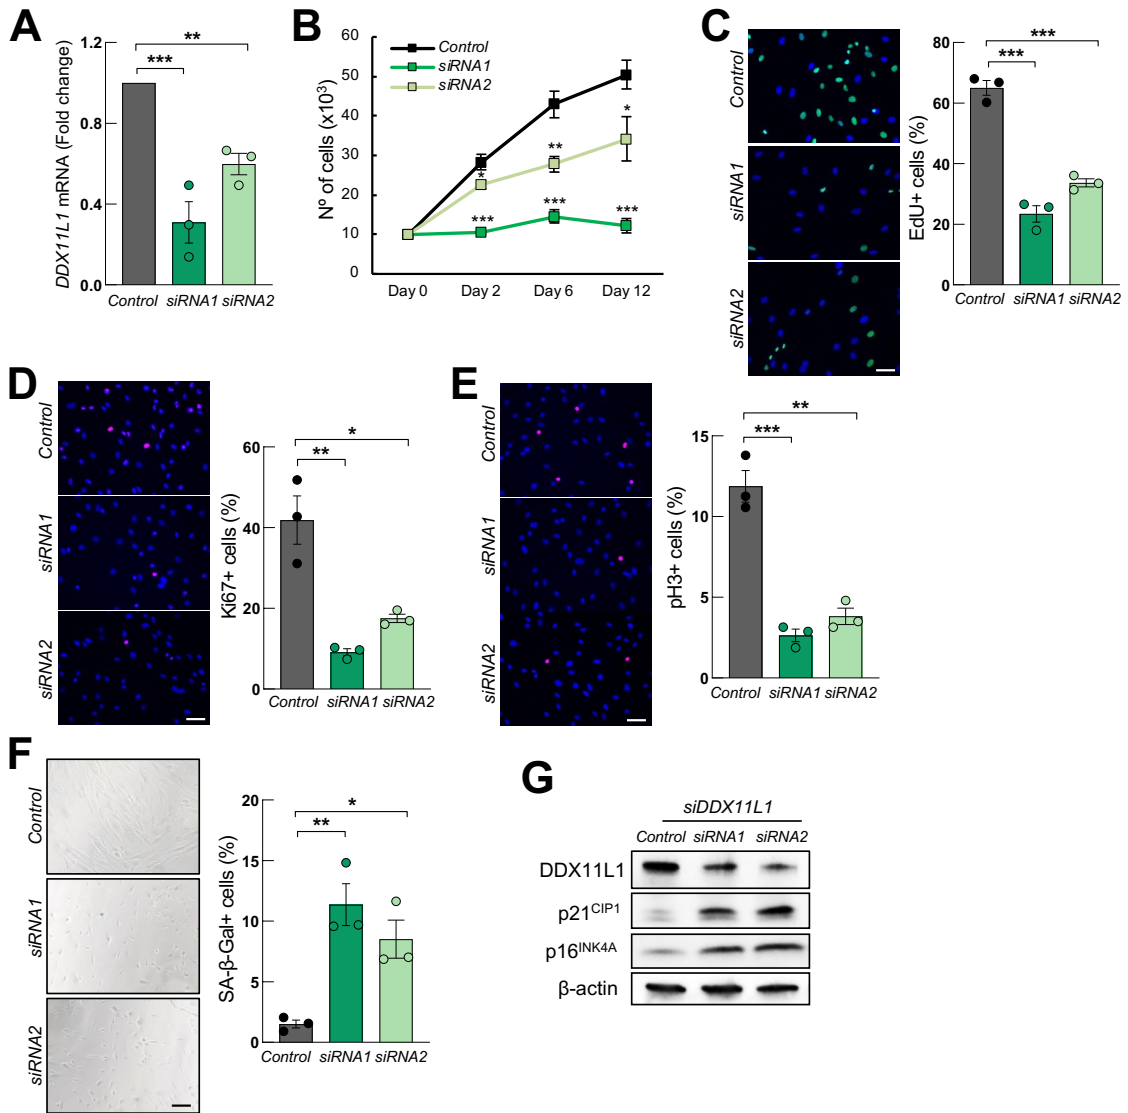 A
DDX11L1 mRNA (Fold change)
1.2
0.8
0.4
0.0
***
**
Control siRNA1 siRNA2
B
Nº of cells (x10³)
60
50
40
30
20
10
0
Control
siRNA1
siRNA2
*
**
*
***
***
***
Day 0 Day 2 Day 6 Day 12
C
Control
siRNA1
siRNA2
EdU+ cells (%)
80
60
40
20
0
***
***
Control siRNA1 siRNA2
D
Control
siRNA1
siRNA2
Ki67+ cells (%)
60
40
20
0
*
**
Control siRNA1 siRNA2
E
Control
siRNA1
siRNA2
pH3+ cells (%)
15
10
5
0
**
***
Control siRNA1 siRNA2
F
Control
siRNA1
siRNA2
SA-β-Gal+ cells (%)
20
15
10
5
0
*
**
Control siRNA1 siRNA2
G
siDDX11L1
Control siRNA1 siRNA2
DDX11L1
p21CIP1
p16INK4A
β-actin